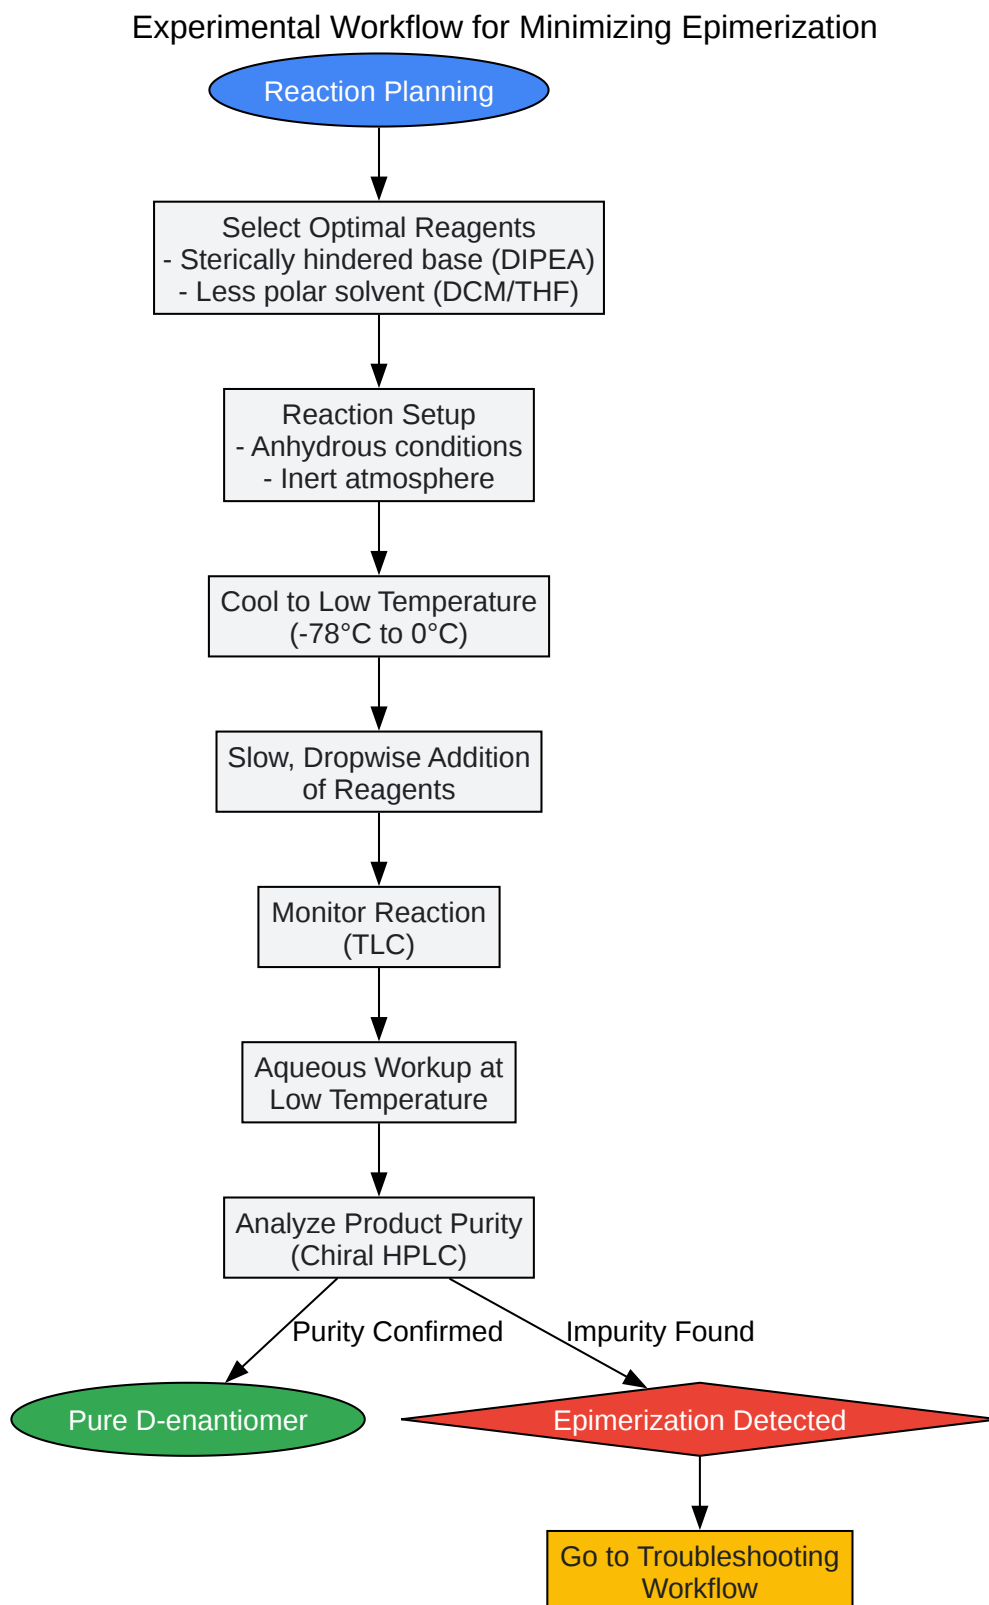 Experimental Workflow for Minimizing Epimerization
Reaction Planning
Select Optimal Reagents
- Sterically hindered base (DIPEA)
- Less polar solvent (DCM/THF)
Reaction Setup
- Anhydrous conditions
- Inert atmosphere
Cool to Low Temperature
(-78°C to 0°C)
Slow, Dropwise Addition
of Reagents
Monitor Reaction
(TLC)
Aqueous Workup at
Low Temperature
Analyze Product Purity
(Chiral HPLC)
Purity Confirmed
Impurity Found
Pure D-enantiomer
Epimerization Detected
Go to Troubleshooting
Workflow